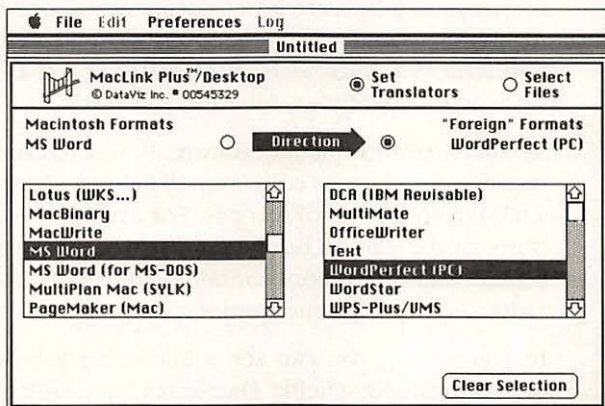 File Edit Preferences Log
Untitled
MacLink Plus™/Desktop
© DataViz Inc. • 00545329
Set Translators
Select Files
Macintosh Formats
MS Word
Direction
"Foreign" Formats
WordPerfect (PC)
Lotus (WKS...)
MacBinary
MacWrite
MS Word
MS Word (for MS-DOS)
MultiPlan Mac (SYLK)
PageMaker (Mac)
DCA (IBM Revisable)
MultiMate
OfficeWriter
Text
WordPerfect (PC)
WordStar
WPS-Plus/VMS
Clear Selection